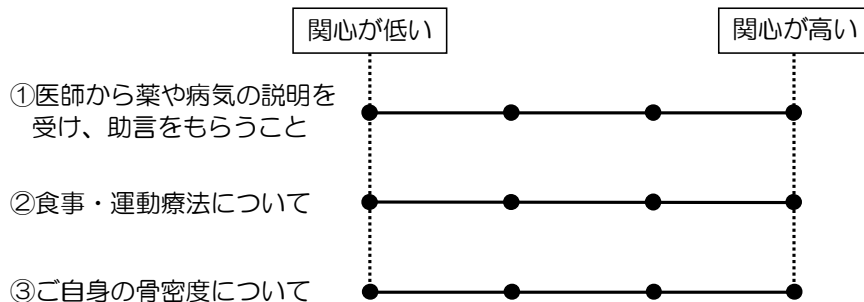 関心が低い
関心が高い
①医師から薬や病気の説明を
受け、助言をもらうこと
②食事・運動療法について
③ご自身の骨密度について